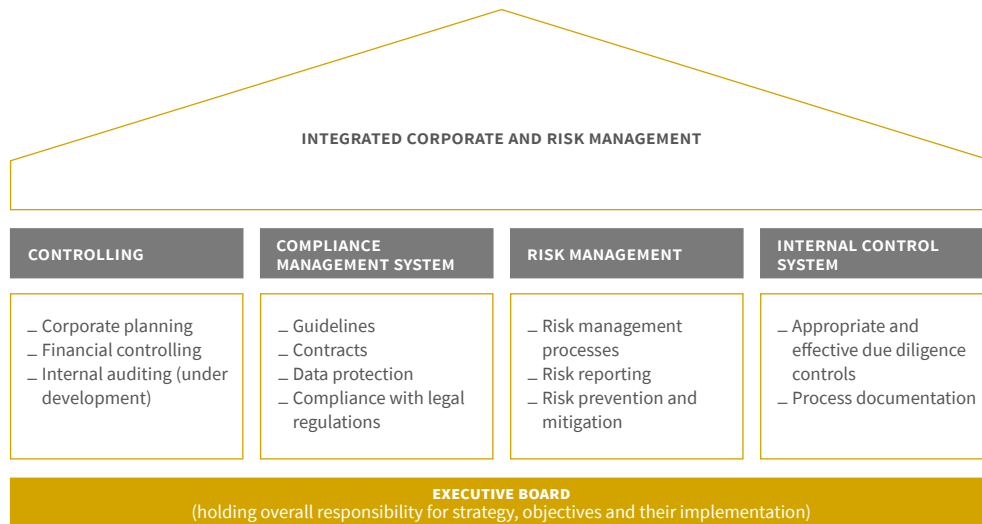 INTEGRATED CORPORATE AND RISK MANAGEMENT
CONTROLLING
_ Corporate planning
_ Financial controlling
_ Internal auditing (under
development)
COMPLIANCE
MANAGEMENT SYSTEM
_ Guidelines
_ Contracts
_ Data protection
_ Compliance with legal
regulations
RISK MANAGEMENT
_ Risk management
processes
_ Risk reporting
_ Risk prevention and
mitigation
INTERNAL CONTROL
SYSTEM
_ Appropriate and
effective due diligence
controls
_ Process documentation
EXECUTIVE BOARD
(holding overall responsibility for strategy, objectives and their implementation)